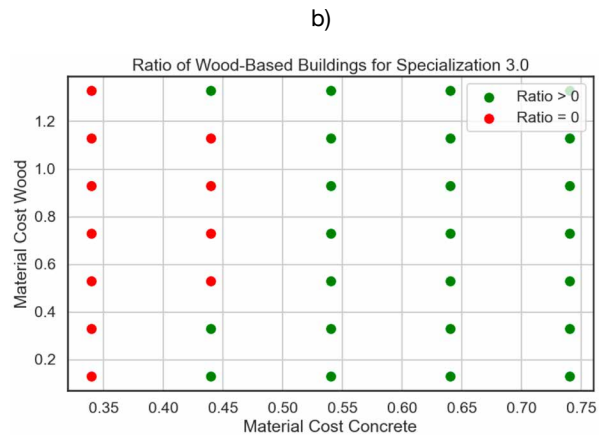 b)
Ratio of Wood-Based Buildings for Specialization 3.0
Ratio > 0
Ratio = 0
Material Cost Wood
1.2
1.0
0.8
0.6
0.4
0.2
0.35 0.40 0.45 0.50 0.55 0.60 0.65 0.70 0.75
Material Cost Concrete